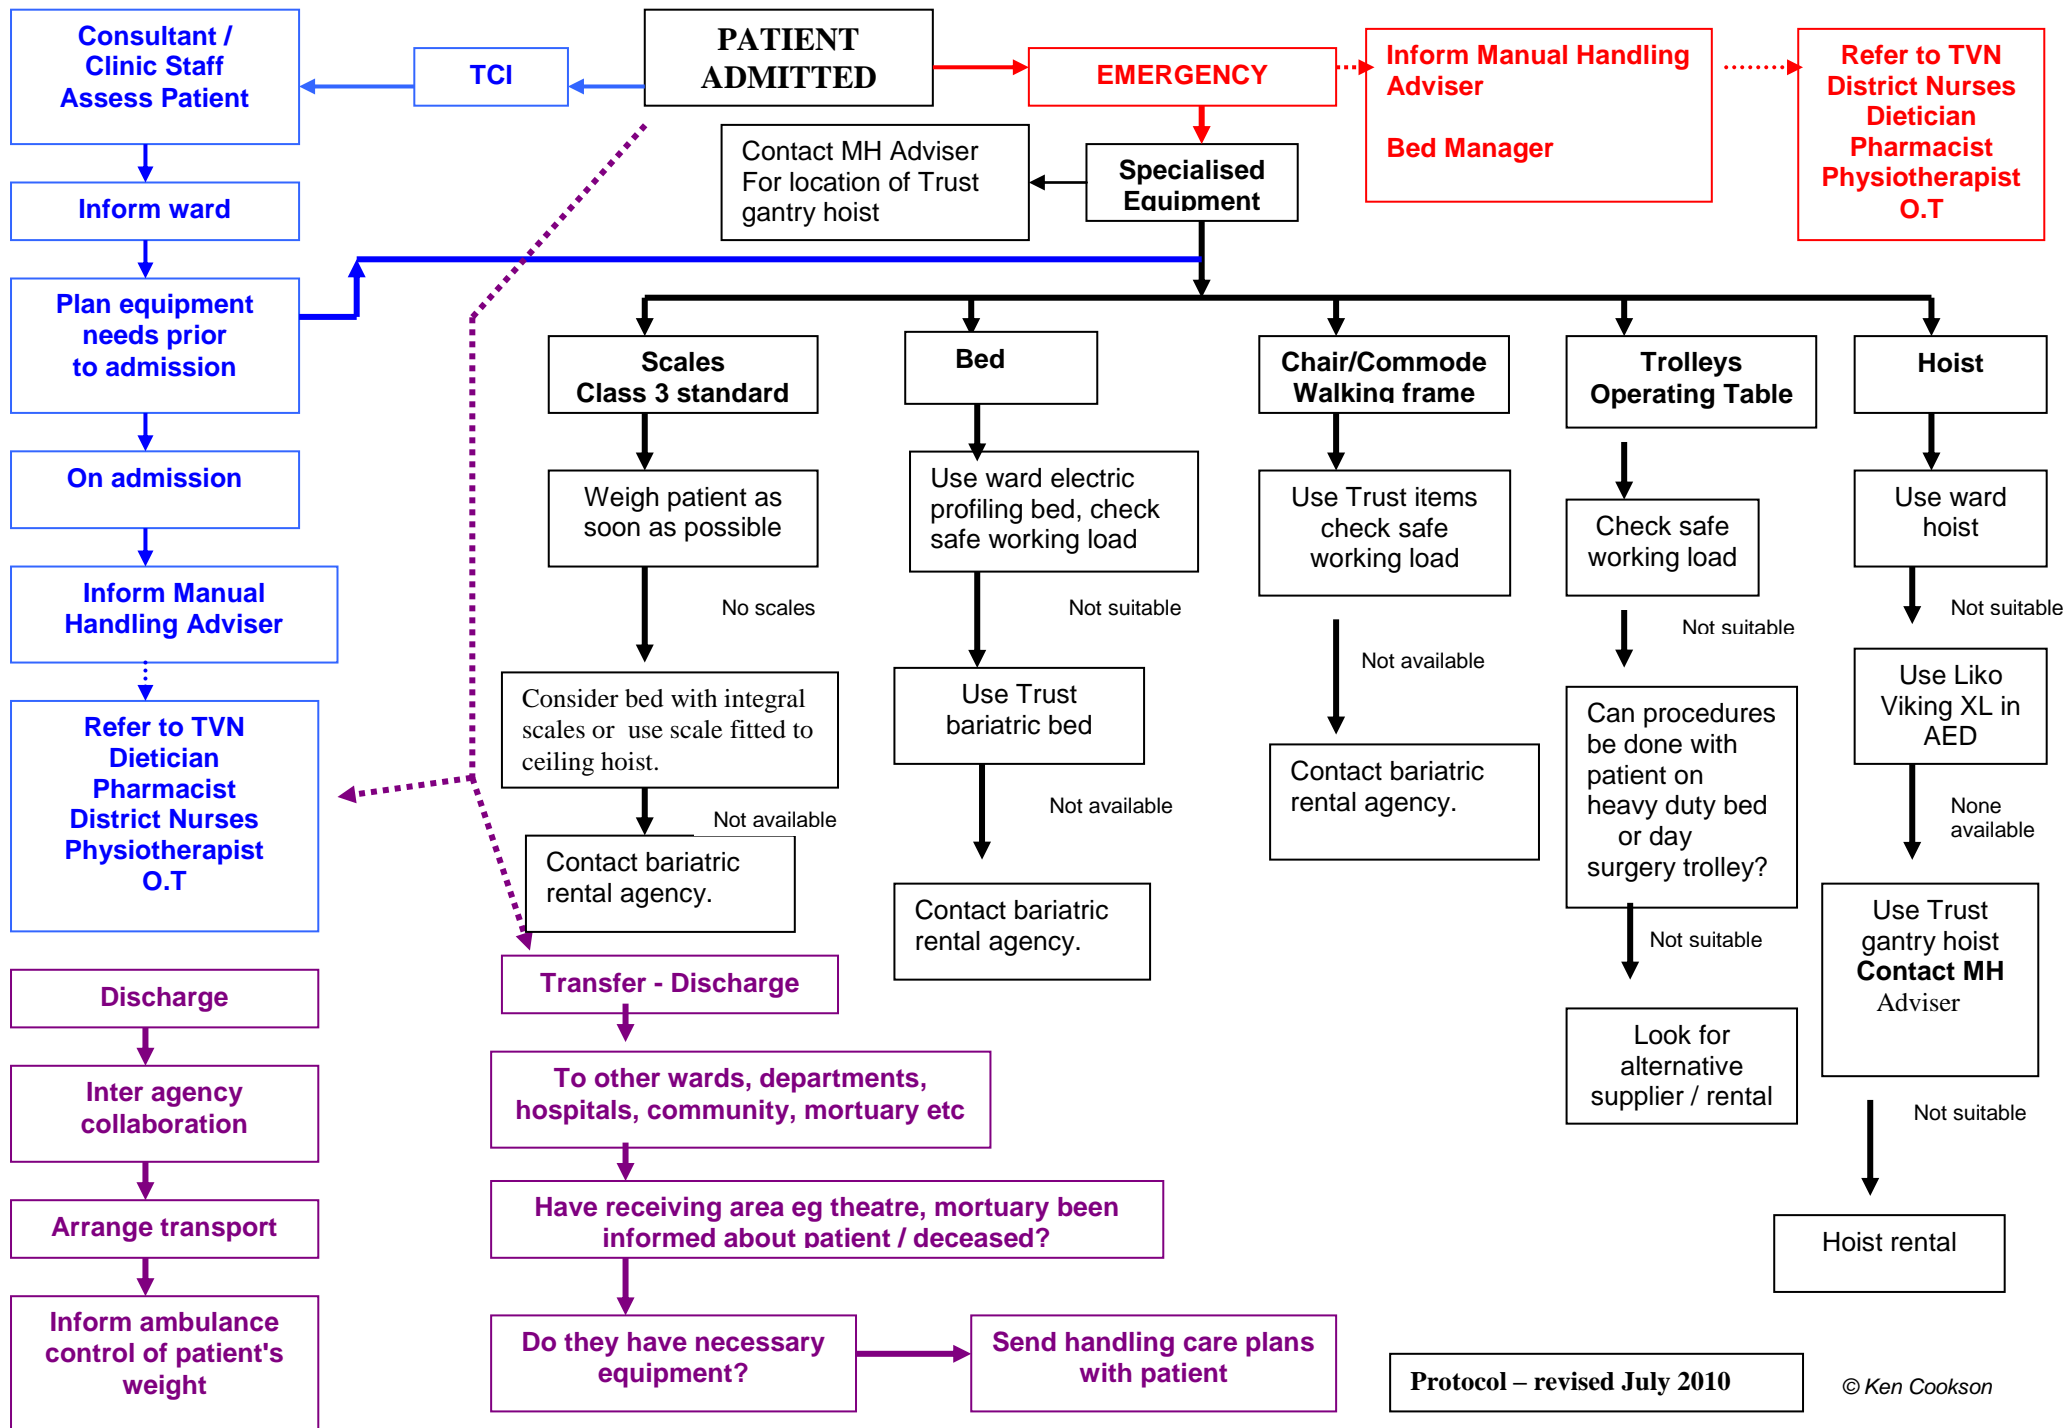 Consultant /
Clinic Staff
Assess Patient
TCI
PATIENT
ADMITTED
EMERGENCY
Inform Manual Handling
Adviser
Bed Manager
Refer to TVN
District Nurses
Dietician
Pharmacist
Physiotherapist
O.T
Contact MH Adviser
For location of Trust
gantry hoist
Specialised
Equipment
Inform ward
Plan equipment
needs prior
to admission
On admission
Inform Manual
Handling Adviser
Refer to TVN
Dietician
Pharmacist
District Nurses
Physiotherapist
O.T
Scales
Class 3 standard
Weigh patient as
soon as possible
No scales
Consider bed with integral
scales or use scale fitted to
ceiling hoist.
Not available
Contact bariatric
rental agency.
Bed
Use ward electric
profiling bed, check
safe working load
Not suitable
Use Trust
bariatric bed
Not available
Contact bariatric
rental agency.
Chair/Commode
Walking frame
Use Trust items
check safe
working load
Not available
Contact bariatric
rental agency.
Trolleys
Operating Table
Check safe
working load
Not suitable
Can procedures
be done with
patient on
heavy duty bed
or day
surgery trolley?
Not suitable
Look for
alternative
supplier / rental
Hoist
Use ward
hoist
Not suitable
Use Liko
Viking XL in
AED
None
available
Use Trust
gantry hoist
Contact MH
Adviser
Not suitable
Hoist rental
Discharge
Inter agency
collaboration
Arrange transport
Inform ambulance
control of patient's
weight
Transfer - Discharge
To other wards, departments,
hospitals, community, mortuary etc
Have receiving area eg theatre, mortuary been
informed about patient / deceased?
Do they have necessary
equipment?
Send handling care plans
with patient
Protocol – revised July 2010
© Ken Cookson